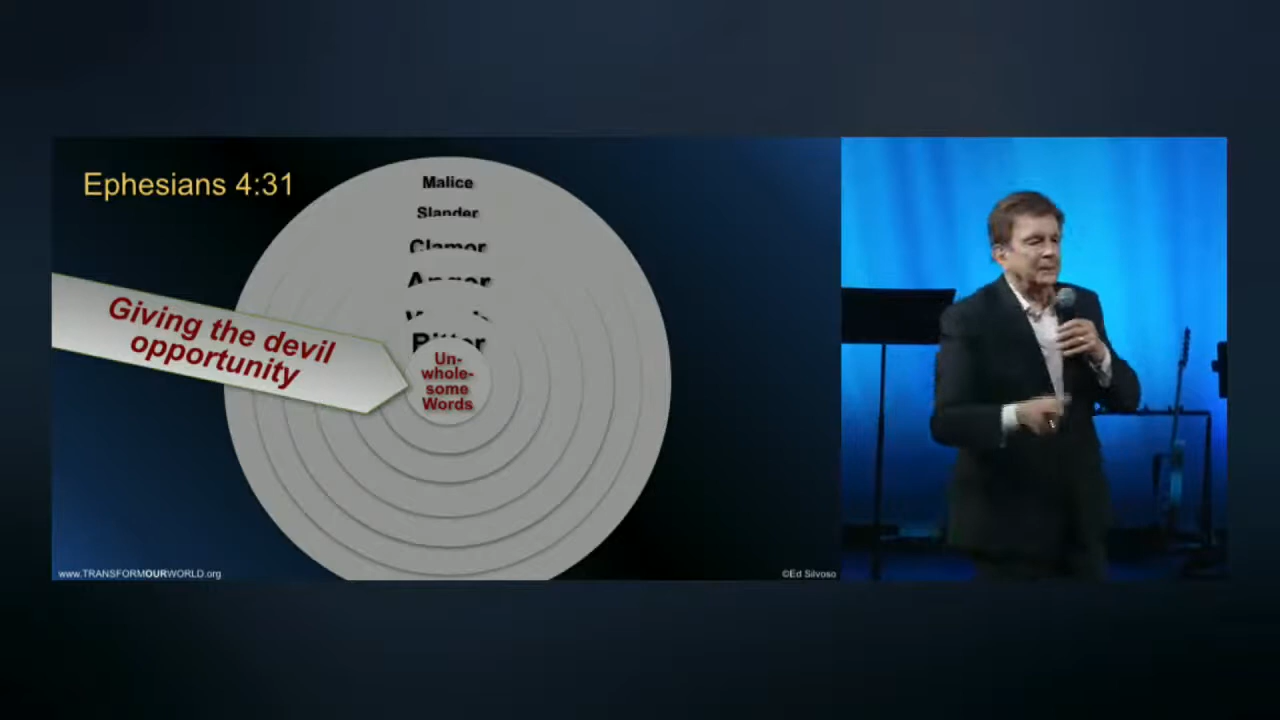 Ephesians 4:31
Malice
Slander
Clamor
Anger
Bitter
Giving the devil
opportunity
Un-
whole-
some
Words
www.TRANSFORMOURWORLD.org
©Ed Silvoso